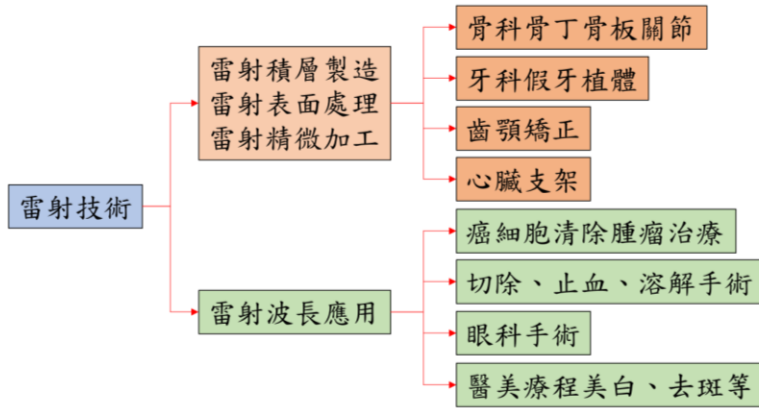 雷射技術
雷射積層製造
雷射表面處理
雷射精微加工
骨科骨丁骨板關節
牙科假牙植體
齒顎矯正
心臟支架
雷射波長應用
癌細胞清除腫瘤治療
切除、止血、溶解手術
眼科手術
醫美療程美白、去斑等